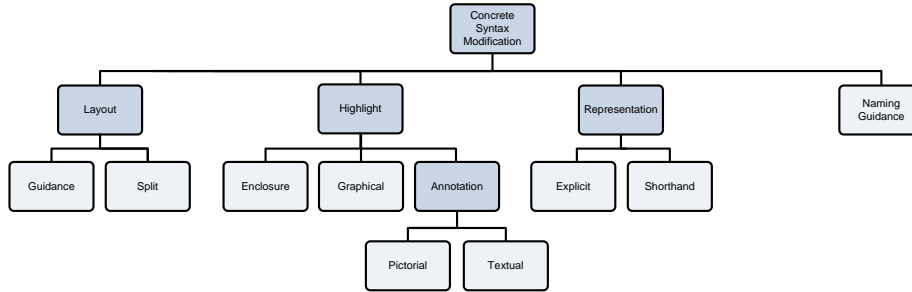 Concrete
Syntax
Modification
Layout
Highlight
Representation
Naming
Guidance
Guidance
Split
Enclosure
Graphical
Annotation
Explicit
Shorthand
Pictorial
Textual